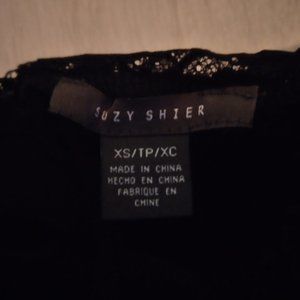 SUZY SHIER
XS/TP/XC
MADE IN CHINA
HECHO EN CHINA
FABRIQUE EN
CHINE